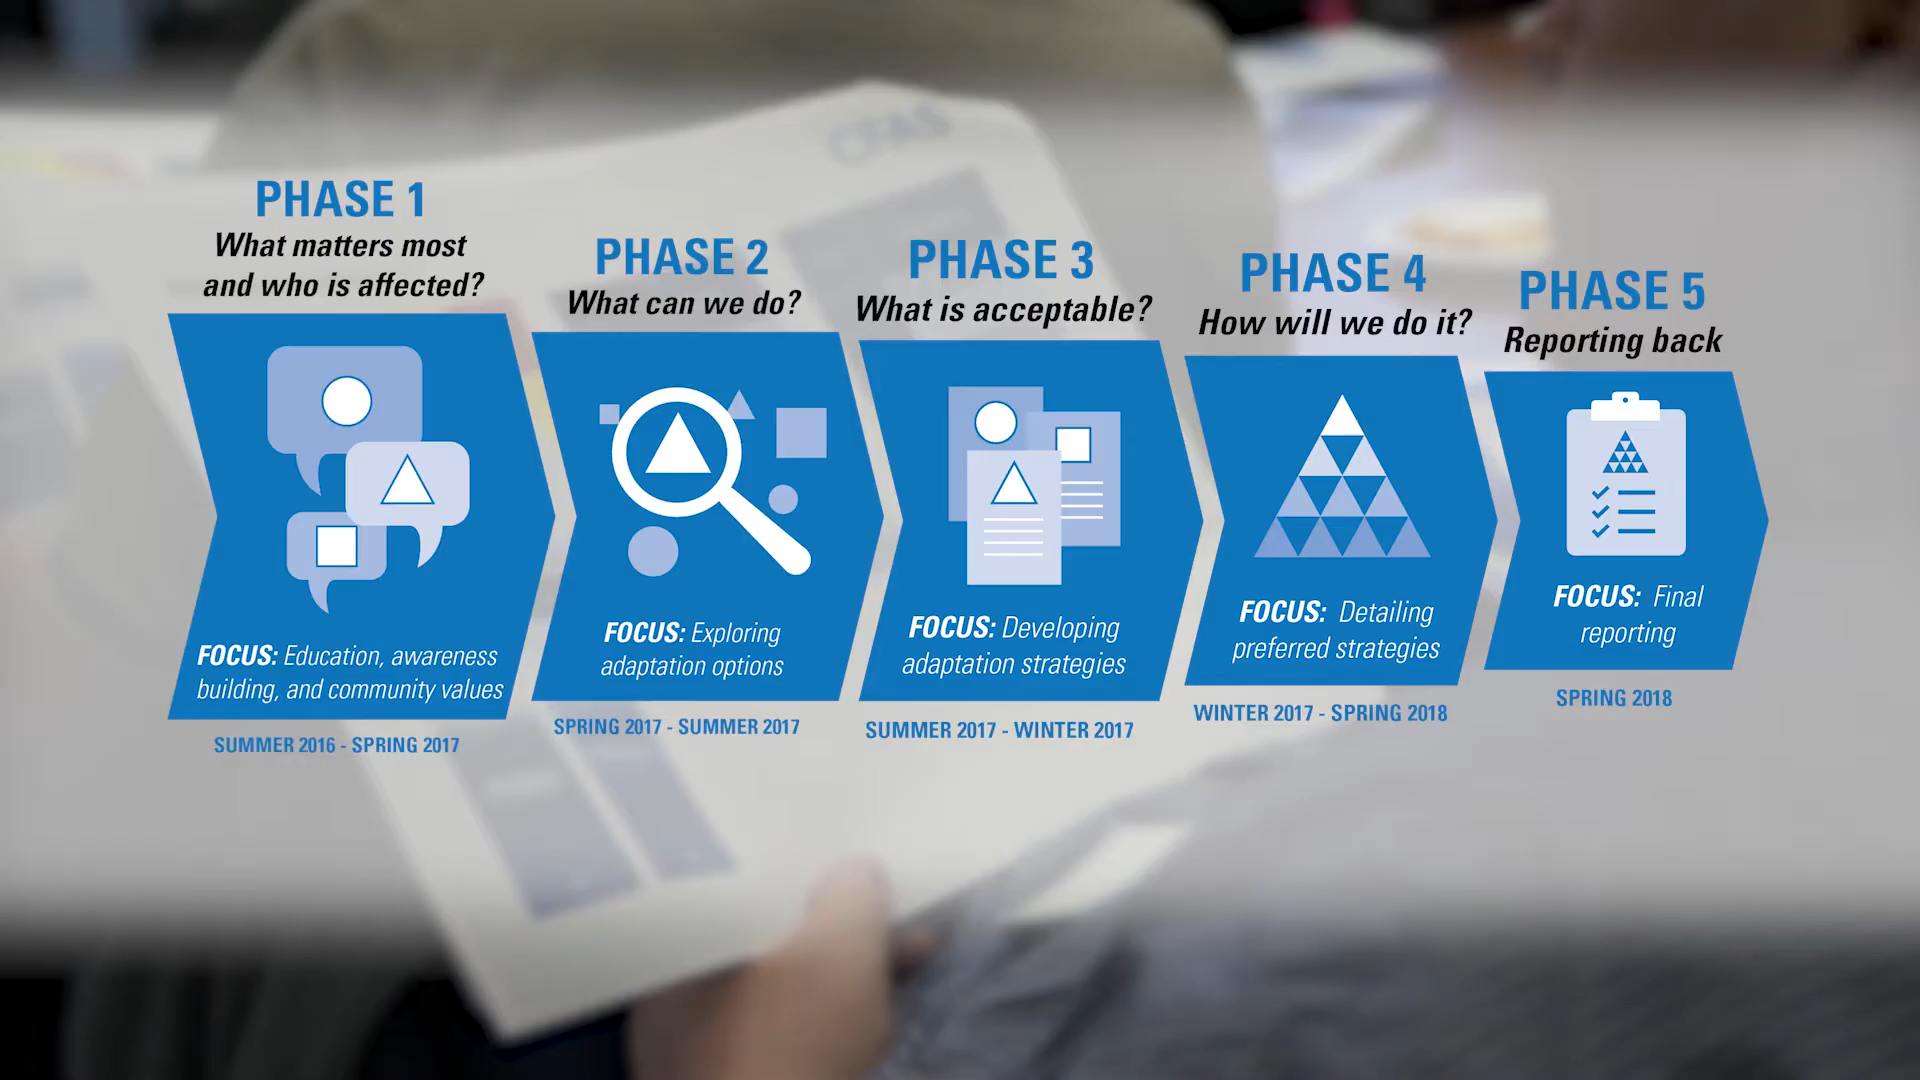 CFAS
PHASE 1
What matters most
and who is affected?
FOCUS: Education, awareness
building, and community values
SUMMER 2016 - SPRING 2017
PHASE 2
What can we do?
FOCUS: Exploring
adaptation options
SPRING 2017 - SUMMER 2017
PHASE 3
What is acceptable?
FOCUS: Developing
adaptation strategies
SUMMER 2017 - WINTER 2017
PHASE 4
How will we do it?
FOCUS: Detailing
preferred strategies
WINTER 2017 - SPRING 2018
PHASE 5
Reporting back
FOCUS: Final
reporting
SPRING 2018